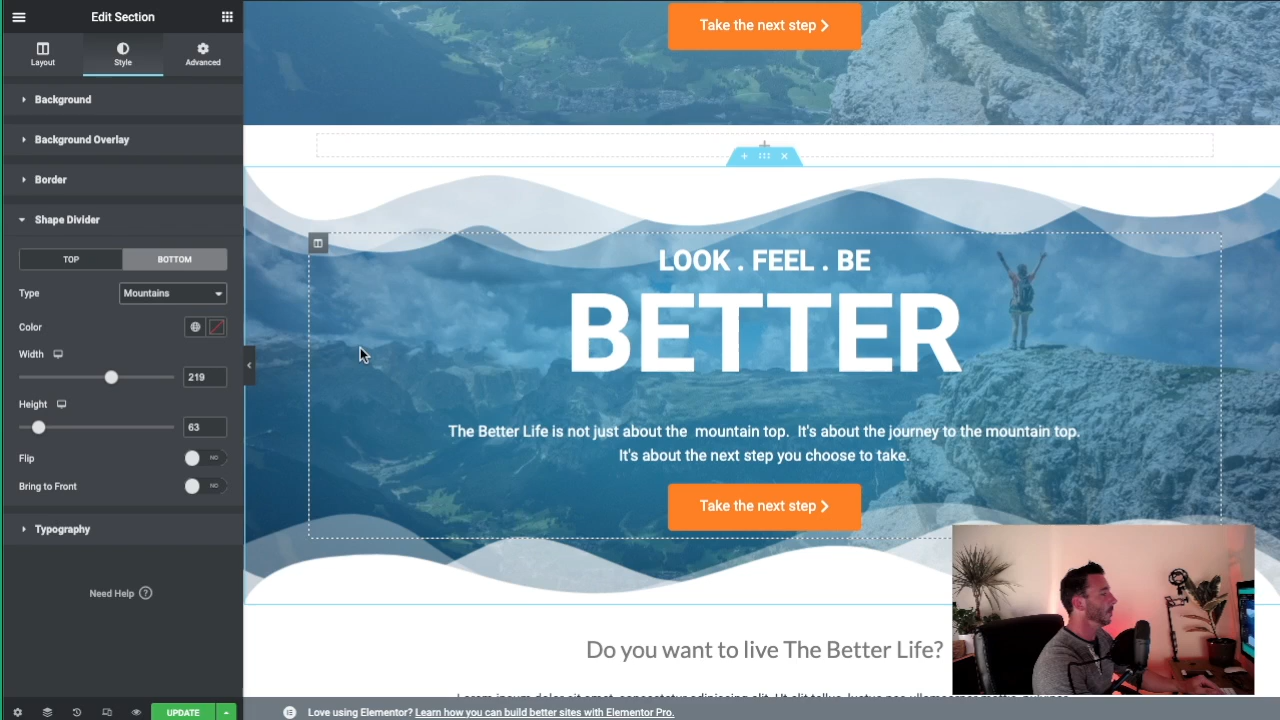 Edit Section
Layout
Style
Advanced
Background
Background Overlay
Border
Shape Divider
TOP
BOTTOM
Type
Mountains
Color
Width
219
Height
63
Flip
NO
Bring to Front
NO
Typography
Need Help ?
UPDATE
Take the next step
LOOK . FEEL . BE
BETTER
The Better Life is not just about the mountain top. It's about the journey to the mountain top.
It's about the next step you choose to take.
Take the next step
Do you want to live The Better Life?
Love using Elementor? Learn how you can build better sites with Elementor Pro.